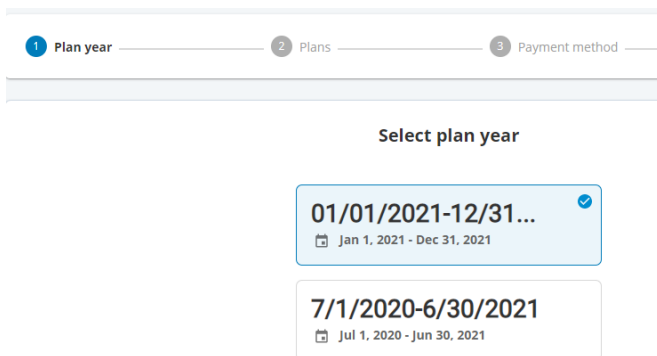 1 Plan year 2 Plans 3 Payment method
Select plan year
01/01/2021-12/31...
Jan 1, 2021 - Dec 31, 2021
7/1/2020-6/30/2021
Jul 1, 2020 - Jun 30, 2021